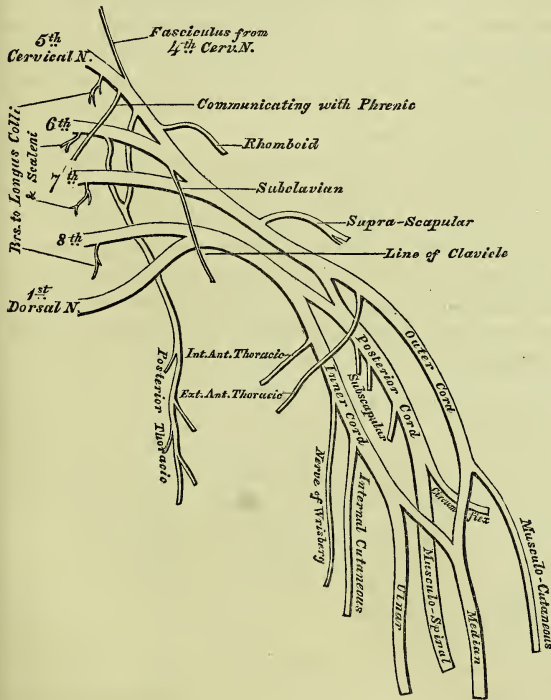 Fasciculus from
4th Cerv.N.
5th
Cervical N.
Communicating with Phrenic
6th
Rhomboid
Brs. to Longus Colli
& Scaleni
7th
Subclavian
Supra-Scapular
8th
Line of Clavicle
1st
Dorsal N.
Int.Ant.Thoracic
Ext.Ant.Thoracic
Posterior Thoracic
Outer Cord
Posterior Cord
Subscapular
Inner Cord
Nerve of Wrisberg
Internal Cutaneous
Circumflex
Ulnar
Musculo-Spiral
Median
Musculo-Cutaneous